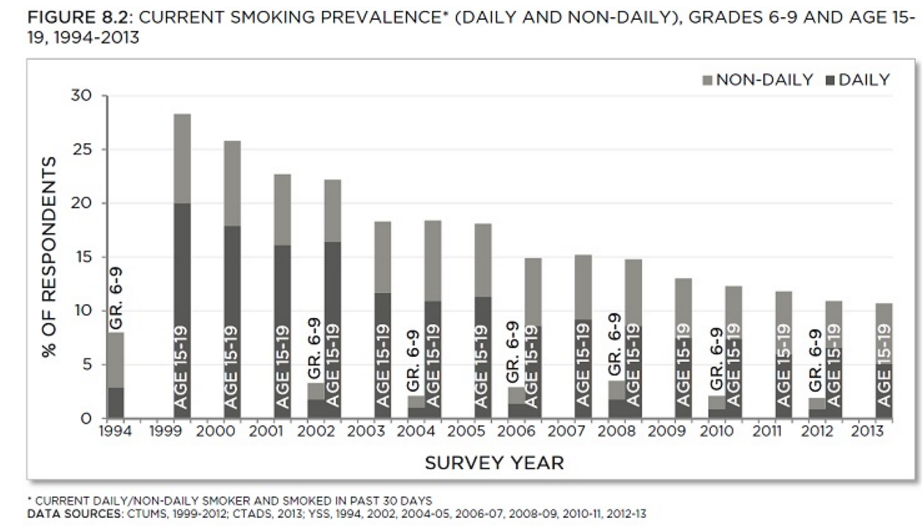 FIGURE 8.2: CURRENT SMOKING PREVALENCE* (DAILY AND NON-DAILY), GRADES 6-9 AND AGE 15-
19, 1994-2013
NON-DAILY DAILY
% OF RESPONDENTS
30
25
20
15
10
5
0
GR. 6-9
AGE 15-19
AGE 15-19
AGE 15-19
GR. 6-9
AGE 15-19
AGE 15-19
GR. 6-9
AGE 15-19
AGE 15-19
GR. 6-9
AGE 15-19
AGE 15-19
GR. 6-9
AGE 15-19
AGE 15-19
GR. 6-9
AGE 15-19
AGE 15-19
GR. 6-9
AGE 15-19
AGE 15-19
1994 1999 2000 2001 2002 2003 2004 2005 2006 2007 2008 2009 2010 2011 2012 2013
SURVEY YEAR
* CURRENT DAILY/NON-DAILY SMOKER AND SMOKED IN PAST 30 DAYS
DATA SOURCES: CTUMS, 1999-2012; CTADS, 2013; YSS, 1994, 2002, 2004-05, 2006-07, 2008-09, 2010-11, 2012-13